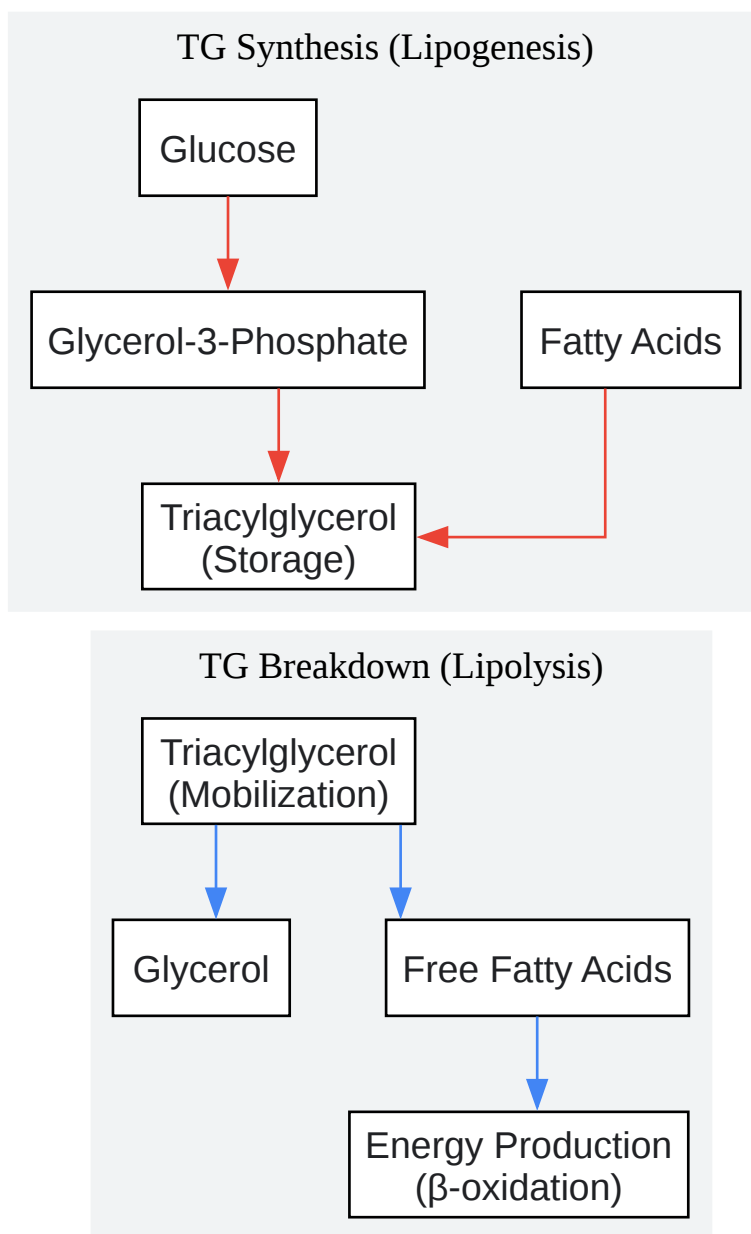 TG Synthesis (Lipogenesis)
Glucose
Glycerol-3-Phosphate
Fatty Acids
Triacylglycerol
(Storage)
TG Breakdown (Lipolysis)
Triacylglycerol
(Mobilization)
Glycerol
Free Fatty Acids
Energy Production
(β-oxidation)